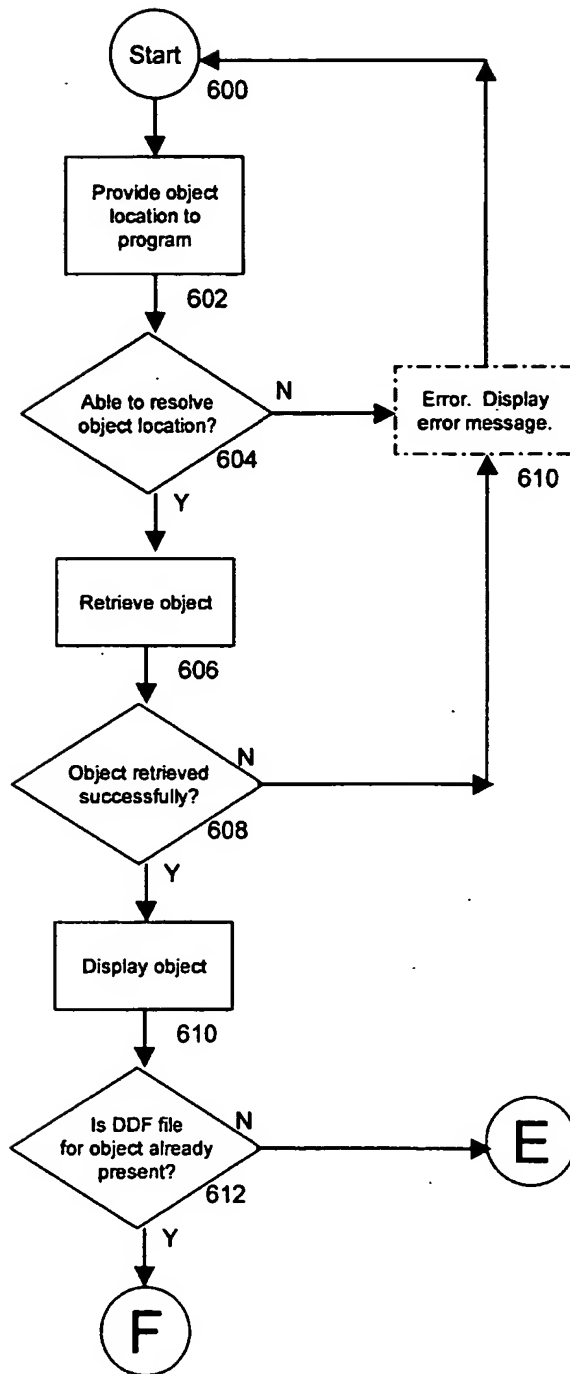 Start
600
Provide object
location to
program
602
Able to resolve
object location?
604
N
Y
Error. Display
error message.
610
Retrieve object
606
Object retrieved
successfully?
608
N
Y
Display object
610
Is DDF file
for object already
present?
612
N
Y
E
F